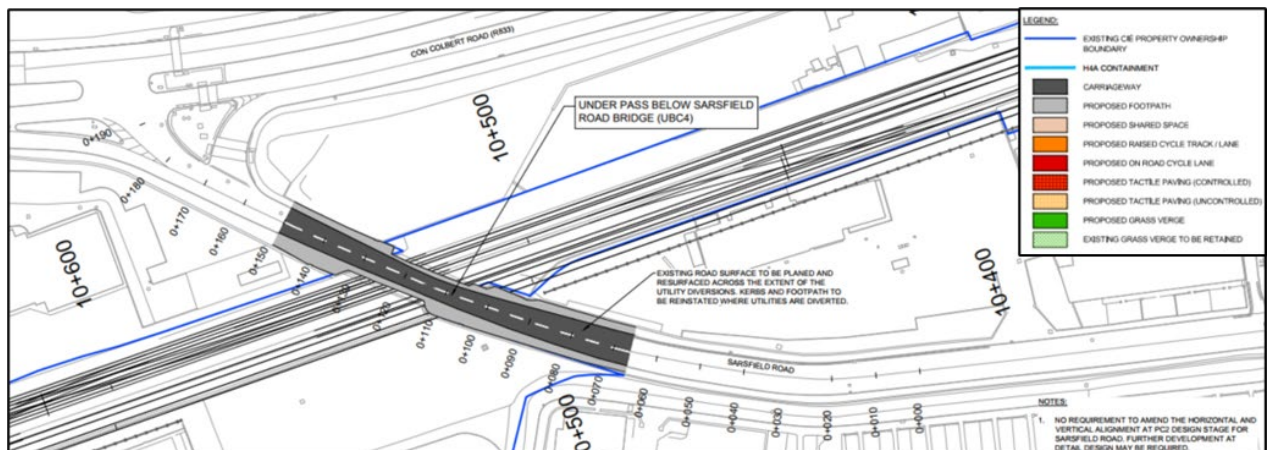 CON COLBERT ROAD (R833)
UNDER PASS BELOW SARSFIELD
ROAD BRIDGE (UBC4)
10+500
0+190
0+180
0+170
0+160
0+150
0+140
0+130
0+120
0+110
0+100
0+090
0+080
0+070
0+060
0+050
0+040
0+030
0+020
0+010
0+000
10+600
10+400
10+500
EXISTING ROAD SURFACE TO BE PLANED AND
RESURFACED ACROSS THE EXTENT OF THE
UTILITY DIVERSIONS. KERBS AND FOOTPATH TO
BE REINSTATED WHERE UTILITIES ARE DIVERTED.
SARSFIELD ROAD
LEGEND:
EXISTING CIÉ PROPERTY OWNERSHIP
BOUNDARY
H4A CONTAINMENT
CARRIAGEWAY
PROPOSED FOOTPATH
PROPOSED SHARED SPACE
PROPOSED RAISED CYCLE TRACK / LANE
PROPOSED ON ROAD CYCLE LANE
PROPOSED TACTILE PAVING (CONTROLLED)
PROPOSED TACTILE PAVING (UNCONTROLLED)
PROPOSED GRASS VERGE
EXISTING GRASS VERGE TO BE RETAINED
NOTES:
1. NO REQUIREMENT TO AMEND THE HORIZONTAL AND
VERTICAL ALIGNMENT AT PC2 DESIGN STAGE FOR
SARSFIELD ROAD. FURTHER DEVELOPMENT AT
DETAIL DESIGN MAY BE REQUIRED.